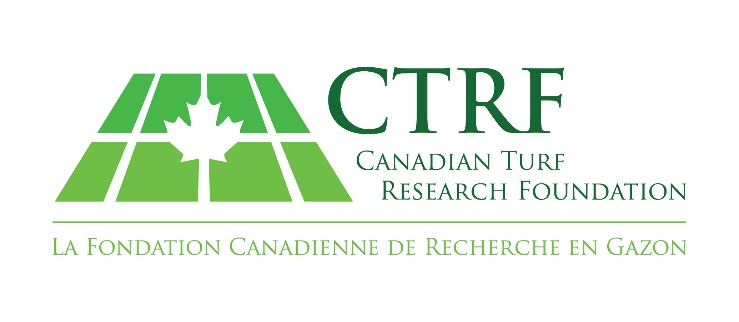 CTRF
CANADIAN TURF
RESEARCH FOUNDATION
LA FONDATION CANADIENNE DE RECHERCHE EN GAZON